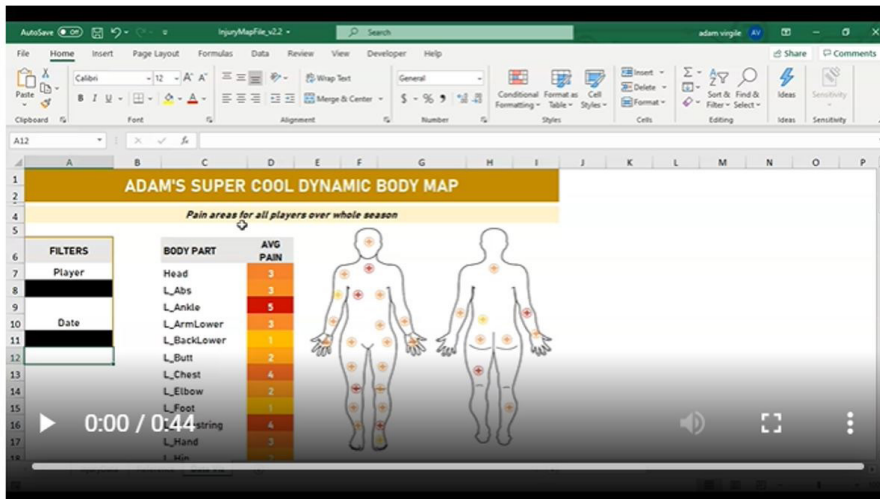 AutoSave Off InjuryMapFile_v2.2 Search adam virgile AV
File Home Insert Page Layout Formulas Data Review View Developer Help Share Comments
Paste Calibri 12 A A Wrap Text General Conditional Formatting Format as Table Cell Styles Insert Delete Format Sort & Filter Find & Select Ideas Sensitivity
B I U A Merge & Center $ % 9
Clipboard Font Alignment Number Styles Cells Editing Ideas Sensitivity
A12 fx
A B C D E F G H I J K L M N O P
1 ADAM'S SUPER COOL DYNAMIC BODY MAP
2
4 Pain areas for all players over whole season
5
6 FILTERS BODY PART AVG PAIN
7 Player Head 3
8 L_Abs 3
9 L_Ankle 5
10 Date L_ArmLower 3
11 L_BackLower 1
12 L_Butt 2
13 L_Chest 4
14 L_Elbow 2
15 L_Foot 1
16 4
17 L_Hand 3
18 L_Hip
0:00 / 0:44